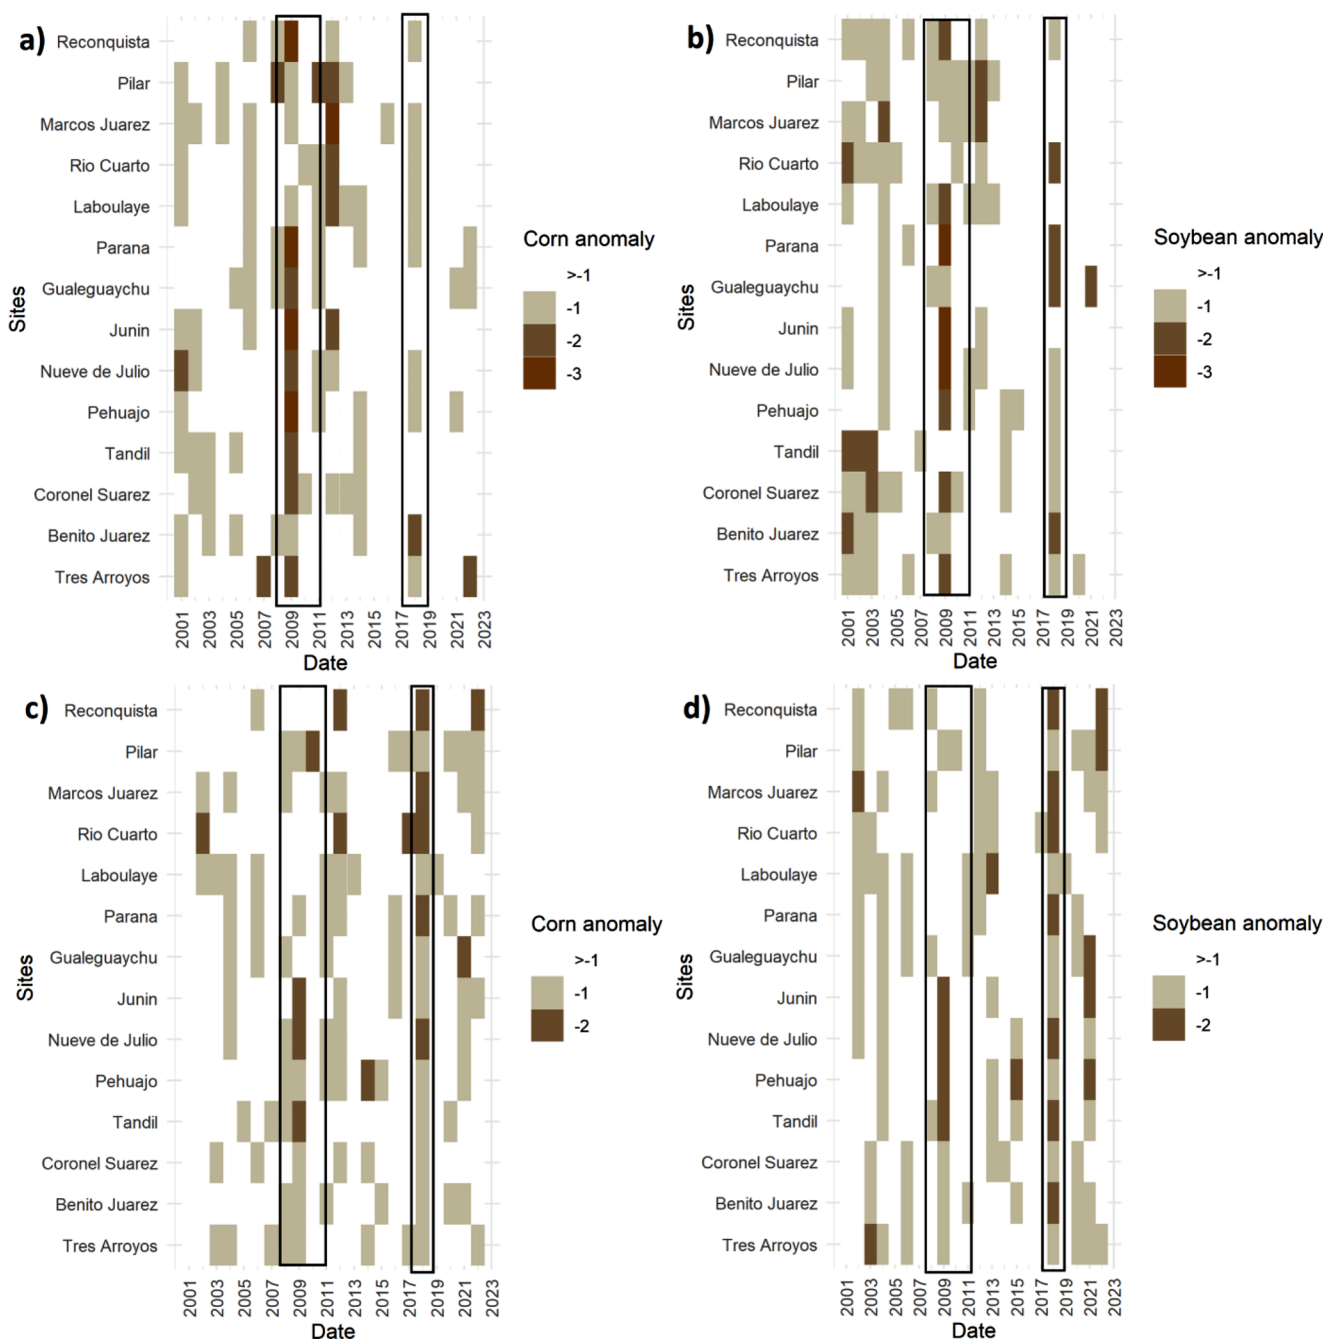 a)
Reconquista
Pilar
Marcos Juarez
Rio Cuarto
Laboulaye
Parana
Gualeguaychu
Junin
Nueve de Julio
Pehuajo
Tandil
Coronel Suarez
Benito Juarez
Tres Arroyos
Sites
2001 2003 2005 2007 2009 2011 2013 2015 2017 2019 2021 2023
Date
Corn anomaly
>-1
-1
-2
-3
b)
Reconquista
Pilar
Marcos Juarez
Rio Cuarto
Laboulaye
Parana
Gualeguaychu
Junin
Nueve de Julio
Pehuajo
Tandil
Coronel Suarez
Benito Juarez
Tres Arroyos
Sites
2001 2003 2005 2007 2009 2011 2013 2015 2017 2019 2021 2023
Date
Soybean anomaly
>-1
-1
-2
-3
c)
Reconquista
Pilar
Marcos Juarez
Rio Cuarto
Laboulaye
Parana
Gualeguaychu
Junin
Nueve de Julio
Pehuajo
Tandil
Coronel Suarez
Benito Juarez
Tres Arroyos
Sites
2001 2003 2005 2007 2009 2011 2013 2015 2017 2019 2021 2023
Date
Corn anomaly
>-1
-1
-2
d)
Reconquista
Pilar
Marcos Juarez
Rio Cuarto
Laboulaye
Parana
Gualeguaychu
Junin
Nueve de Julio
Pehuajo
Tandil
Coronel Suarez
Benito Juarez
Tres Arroyos
Sites
2001 2003 2005 2007 2009 2011 2013 2015 2017 2019 2021 2023
Date
Soybean anomaly
>-1
-1
-2